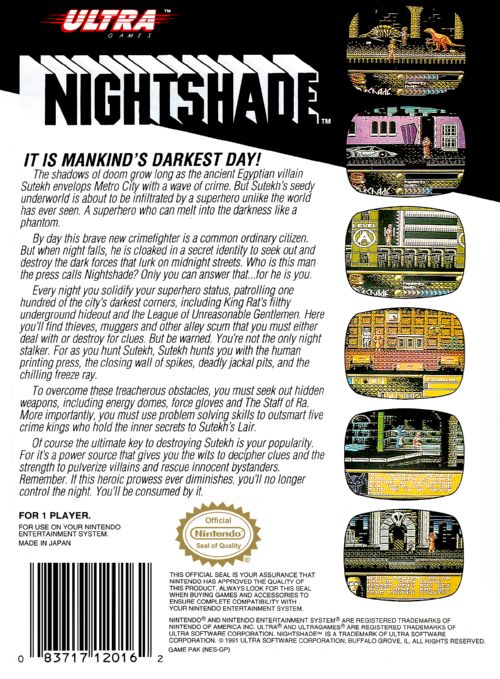 ULTRA™
GAMES
NIGHTSHADE™
IT IS MANKIND'S DARKEST DAY!
The shadows of doom grow long as the ancient Egyptian villain
Sutekh envelops Metro City with a wave of crime. But Sutekh's seedy
underworld is about to be infiltrated by a superhero unlike the world
has ever seen. A superhero who can melt into the darkness like a
phantom.
By day this brave new crimefighter is a common ordinary citizen.
But when night falls, he is cloaked in a secret identity to seek out and
destroy the dark forces that lurk on midnight streets. Who is this man
the press calls Nightshade? Only you can answer that...for he is you.
Every night you solidify your superhero status, patrolling one
hundred of the city's darkest corners, including King Rat's filthy
underground hideout and the League of Unreasonable Gentlemen. Here
you'll find thieves, muggers and other alley scum that you must either
deal with or destroy for clues. But be warned. You're not the only night
stalker. For as you hunt Sutekh, Sutekh hunts you with the human
printing press, the closing wall of spikes, deadly jackal pits, and the
chilling freeze ray.
To overcome these treacherous obstacles, you must seek out hidden
weapons, including energy domes, force gloves and The Staff of Ra.
More importantly, you must use problem solving skills to outsmart five
crime kings who hold the inner secrets to Sutekh's Lair.
Of course the ultimate key to destroying Sutekh is your popularity.
For it's a power source that gives you the wits to decipher clues and the
strength to pulverize villains and rescue innocent bystanders.
Remember. If this heroic prowess ever diminishes, you'll no longer
control the night. You'll be consumed by it.
LEVEL
A
FOR 1 PLAYER.
FOR USE ON YOUR NINTENDO
ENTERTAINMENT SYSTEM.
MADE IN JAPAN
Official
Nintendo
Seal of Quality
THIS OFFICIAL SEAL IS YOUR ASSURANCE THAT
NINTENDO HAS APPROVED THE QUALITY OF
THIS PRODUCT. ALWAYS LOOK FOR THIS SEAL
WHEN BUYING GAMES AND ACCESSORIES TO
ENSURE COMPLETE COMPATIBILITY WITH
YOUR NINTENDO ENTERTAINMENT SYSTEM.
NINTENDO® AND NINTENDO ENTERTAINMENT SYSTEM® ARE REGISTERED TRADEMARKS OF
NINTENDO OF AMERICA INC. ULTRA® AND ULTRAGAMES® ARE REGISTERED TRADEMARKS OF
ULTRA SOFTWARE CORPORATION. NIGHTSHADE™ IS A TRADEMARK OF ULTRA SOFTWARE
CORPORATION. © 1991 ULTRA SOFTWARE CORPORATION, BUFFALO GROVE, IL. ALL RIGHTS RESERVED.
GAME PAK (NES-GP)
0 83717 12016 2